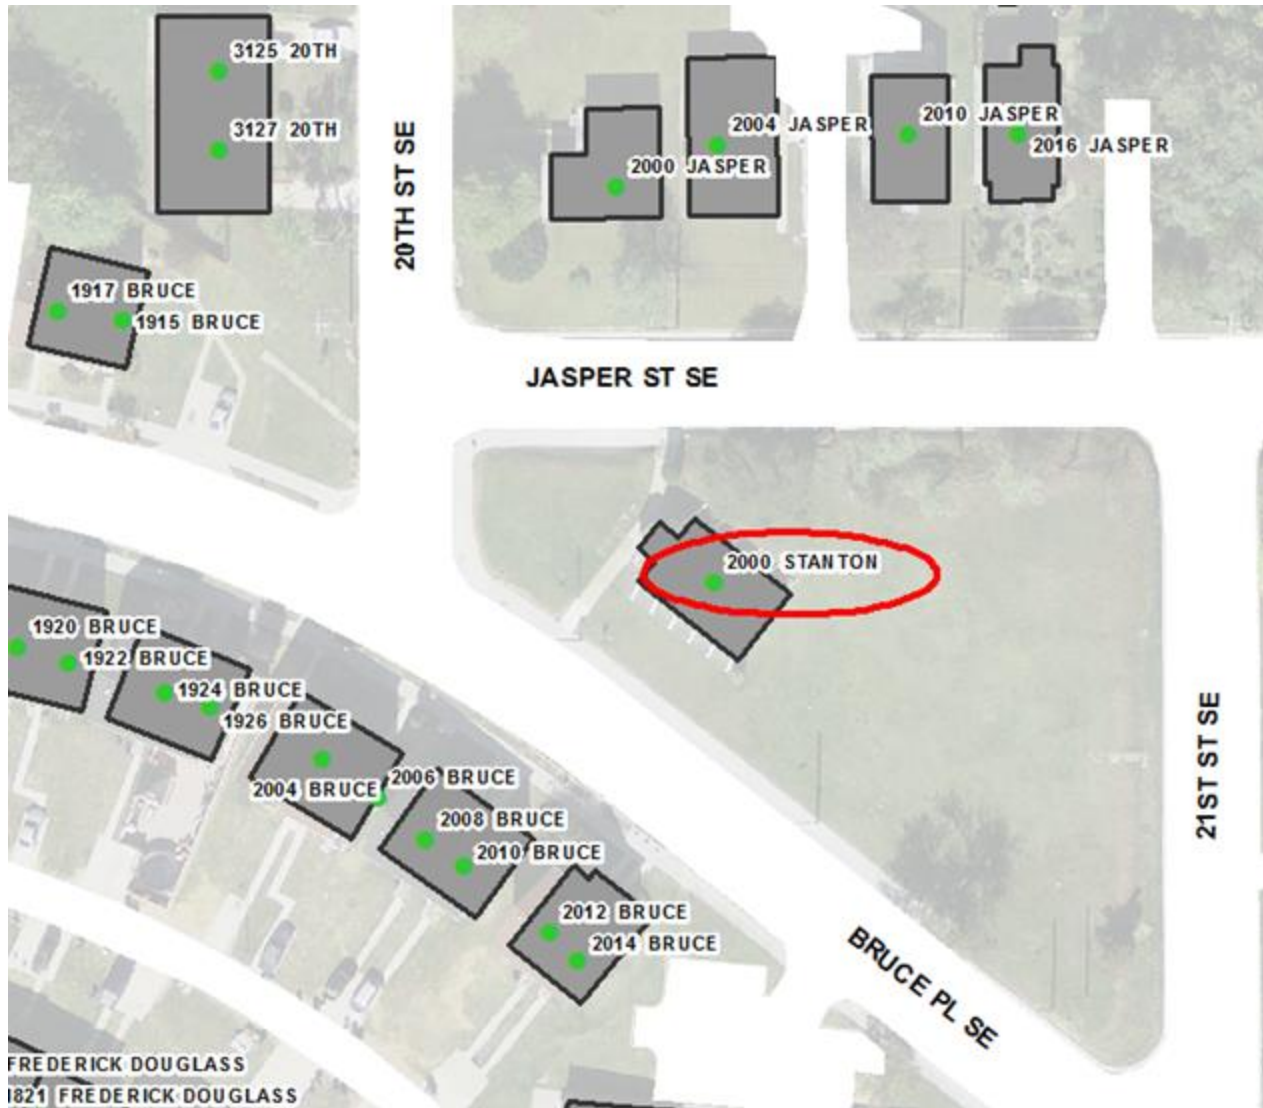 3125 20TH
3127 20TH
20TH ST SE
2004 JASPER
2000 JASPER
2010 JASPER
2016 JASPER
1917 BRUCE
1915 BRUCE
JASPER ST SE
2000 STANTON
1920 BRUCE
1922 BRUCE
1924 BRUCE
1926 BRUCE
2004 BRUCE
2006 BRUCE
2008 BRUCE
2010 BRUCE
2012 BRUCE
2014 BRUCE
21ST ST SE
BRUCE PL SE
FREDERICK DOUGLASS
1821 FREDERICK DOUGLASS